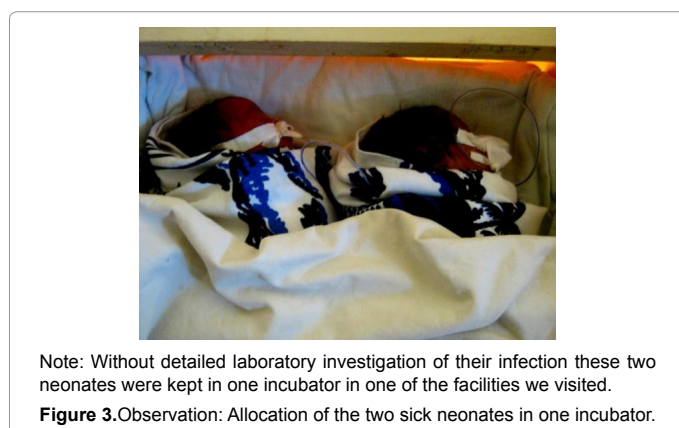 Note: Without detailed laboratory investigation of their infection these two
neonates were kept in one incubator in one of the facilities we visited.
Figure 3.Observation: Allocation of the two sick neonates in one incubator.